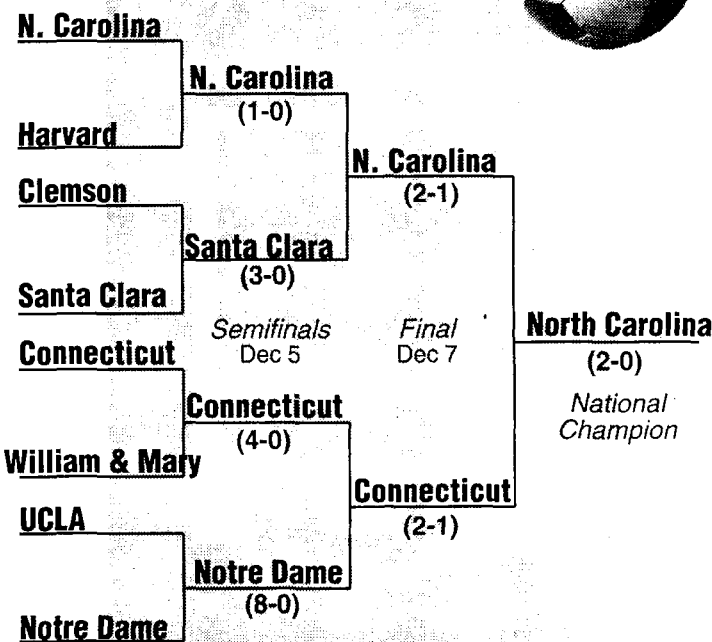 N. Carolina
Harvard
Clemson
Santa Clara
Connecticut
William & Mary
UCLA
Notre Dame
N. Carolina
(1-0)
Santa Clara
(3-0)
Semifinals
Dec 5
Connecticut
(4-0)
Notre Dame
(8-0)
N. Carolina
(2-1)
Final
Dec 7
Connecticut
(2-1)
North Carolina
(2-0)
National
Champion